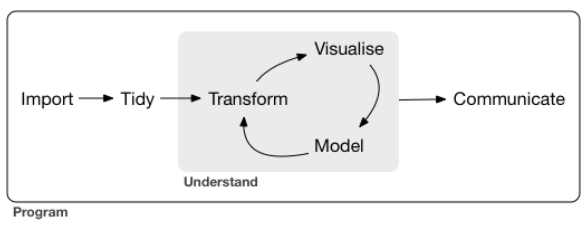 Visualise
Import Tidy Transform Communicate
Model
Understand
Program